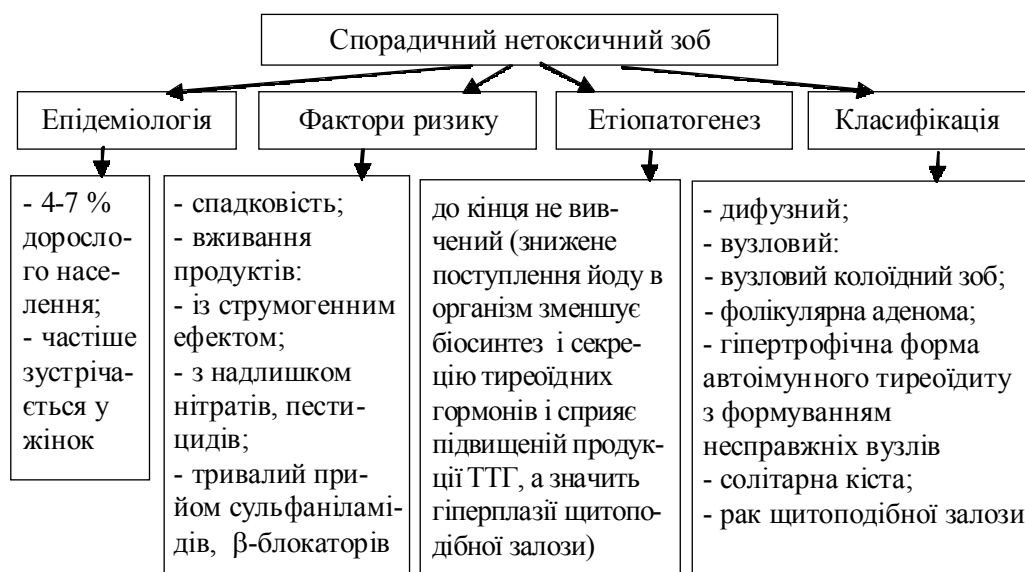 Спорадичний нетоксичний зоб
Епідеміологія
Фактори ризику
Етіопатогенез
Класифікація
- 4-7 %
доросло-
го насе-
лення;
- частіше
зустріча-
ється у
жінок
- спадковість;
- вживання
продуктів:
- із струмогенним
ефектом;
- з надлишком
нітратів, пести-
цидів;
- тривалий при-
йом сульфаніламі-
дів, β-блокаторів
до кінця не вив-
чений (знижене
поступлення йоду в
організм зменшує
біосинтез і секре-
цію тиреоїдних
гормонів і сприяє
підвищеній продук-
ції ТТГ, а значить
гіперплазії щитопо-
дібної залози)
- дифузний;
- вузловий:
- вузловий колоїдний зоб;
- фолікулярна аденома;
- гіпертрофічна форма
автоімунного тиреоїдиту
з формуванням
несправжніх вузлів
- солітарна кіста;
- рак щитоподібної залози